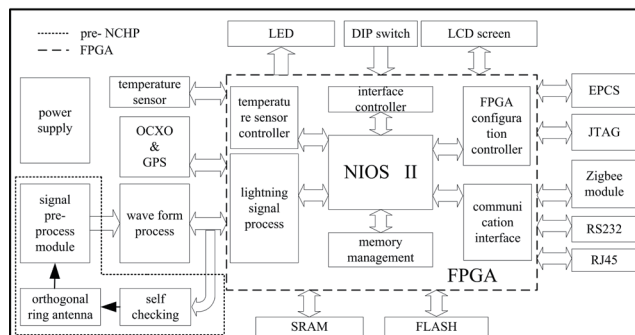 pre- NCHP
FPGA
LED
DIP switch
LCD screen
temperature
sensor
power
supply
OCXO
&
GPS
signal
pre-
process
module
wave form
process
orthogonal
ring antenna
self
checking
temperatu
re sensor
controller
interface
controller
FPGA
configura
tion
controller
NIOS II
lightning
signal
process
memory
management
communi
cation
interface
FPGA
EPCS
JTAG
Zigbee
module
RS232
RJ45
SRAM
FLASH